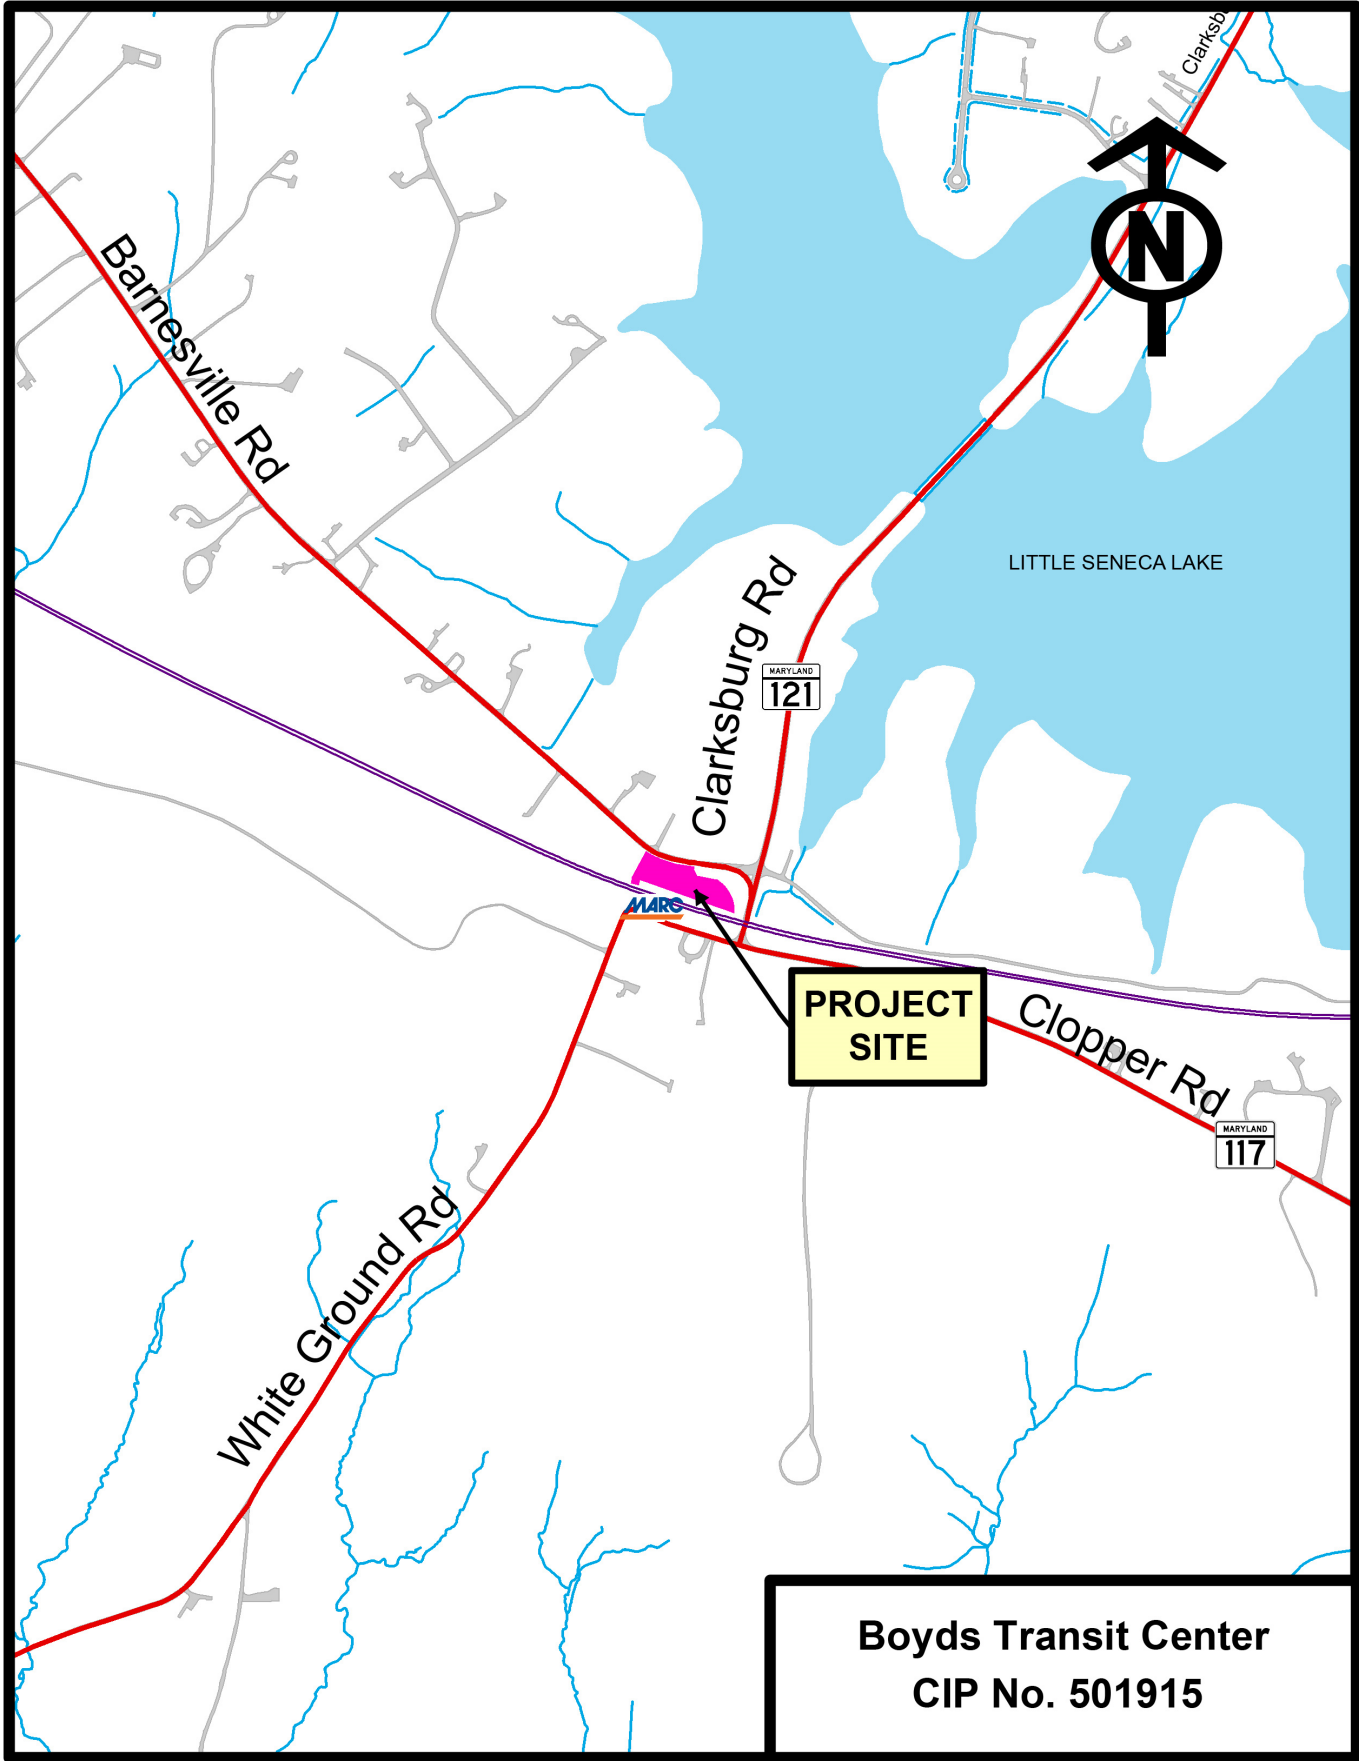 Clarksbu
N
Barnesville Rd
LITTLE SENECA LAKE
Clarksburg Rd
MARYLAND
121
MARC
PROJECT
SITE
Clopper Rd
MARYLAND
117
White Ground Rd
Boyds Transit Center
CIP No. 501915